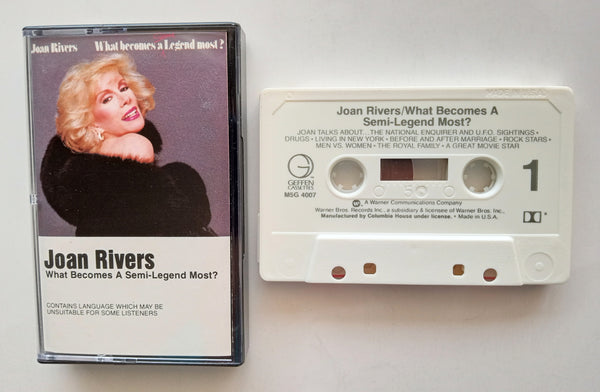 Joan Rivers What becomes a Legend most?
Joan Rivers
What Becomes A Semi-Legend Most?
CONTAINS LANGUAGE WHICH MAY BE
UNSUITABLE FOR SOME LISTENERS
MADE IN U.S.A.
Joan Rivers/What Becomes A
Semi-Legend Most?
JOAN TALKS ABOUT...THE NATIONAL ENQUIRER AND U.F.O. SIGHTINGS •
DRUGS • LIVING IN NEW YORK • BEFORE AND AFTER MARRIAGE • ROCK STARS •
MEN VS. WOMEN • THE ROYAL FAMILY • A GREAT MOVIE STAR
G
GEFFEN
CASSETTES
M5G 4007
50
1
A Warner Communications Company
Warner Bros. Records Inc., a subsidiary & licensee of Warner Bros. Inc.,
Manufactured by Columbia House under license. • Made in U.S.A.